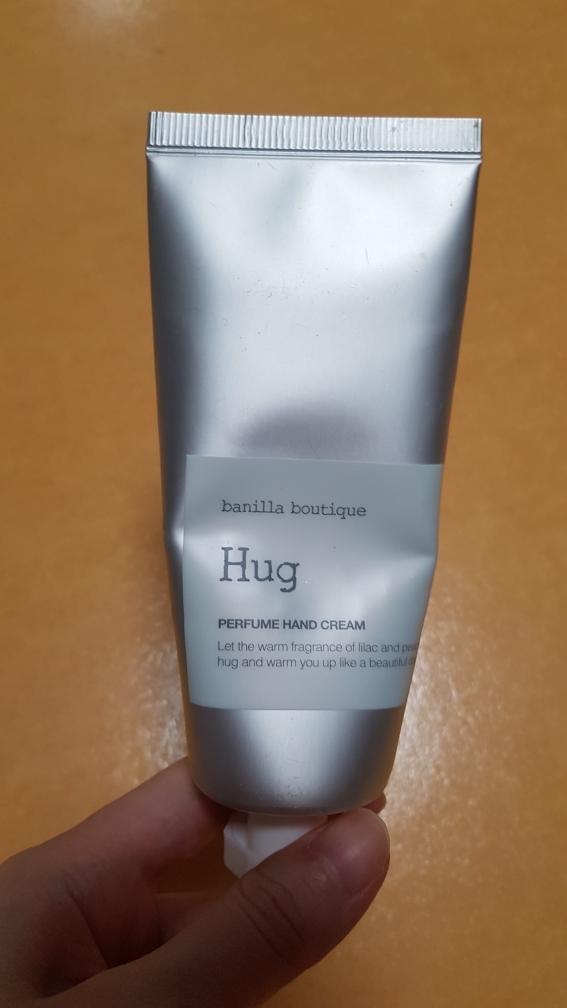 banilla boutique
Hug
PERFUME HAND CREAM
Let the warm fragrance of lilac and
hug and warm you up like a beautiful